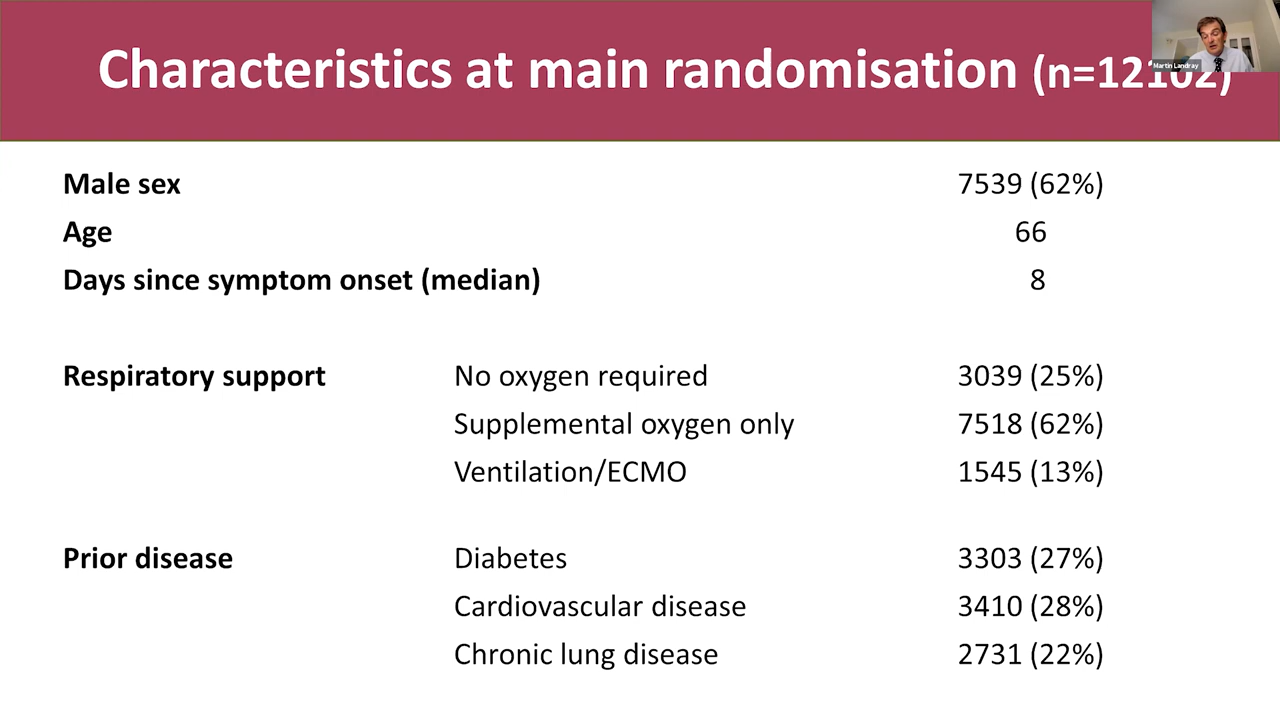 Characteristics at main randomisation (n=12102)
Martin Landray
Male sex 7539 (62%)
Age 66
Days since symptom onset (median) 8
Respiratory support No oxygen required 3039 (25%)
Supplemental oxygen only 7518 (62%)
Ventilation/ECMO 1545 (13%)
Prior disease Diabetes 3303 (27%)
Cardiovascular disease 3410 (28%)
Chronic lung disease 2731 (22%)